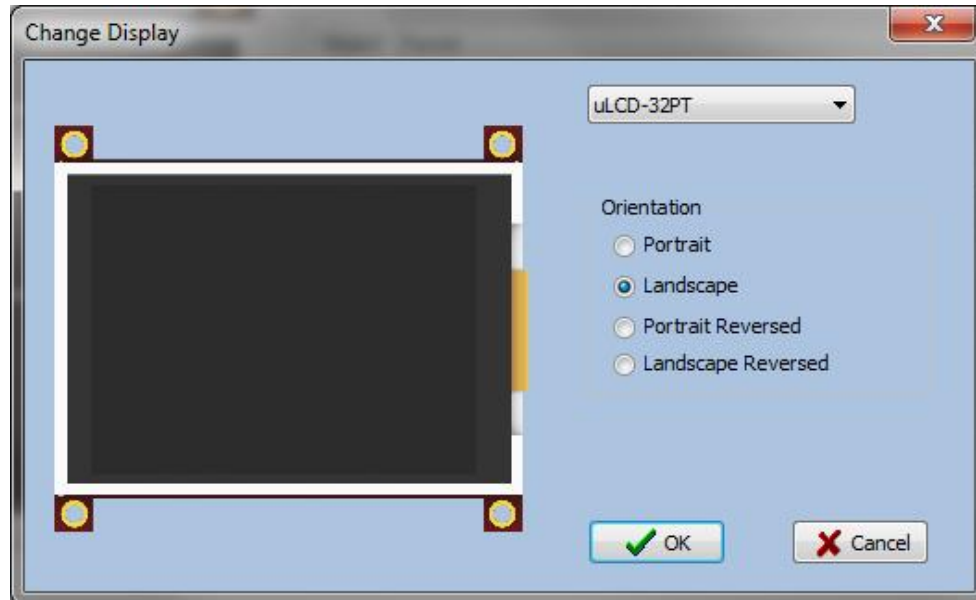 Change Display
uLCD-32PT
Orientation
Portrait
Landscape
Portrait Reversed
Landscape Reversed
OK
Cancel